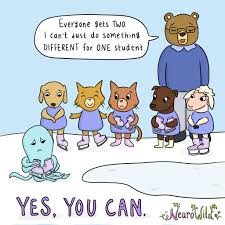 Everyone gets TWO.
I can't just do something
DIFFERENT for ONE student
YES, YOU CAN.
NeuroWild